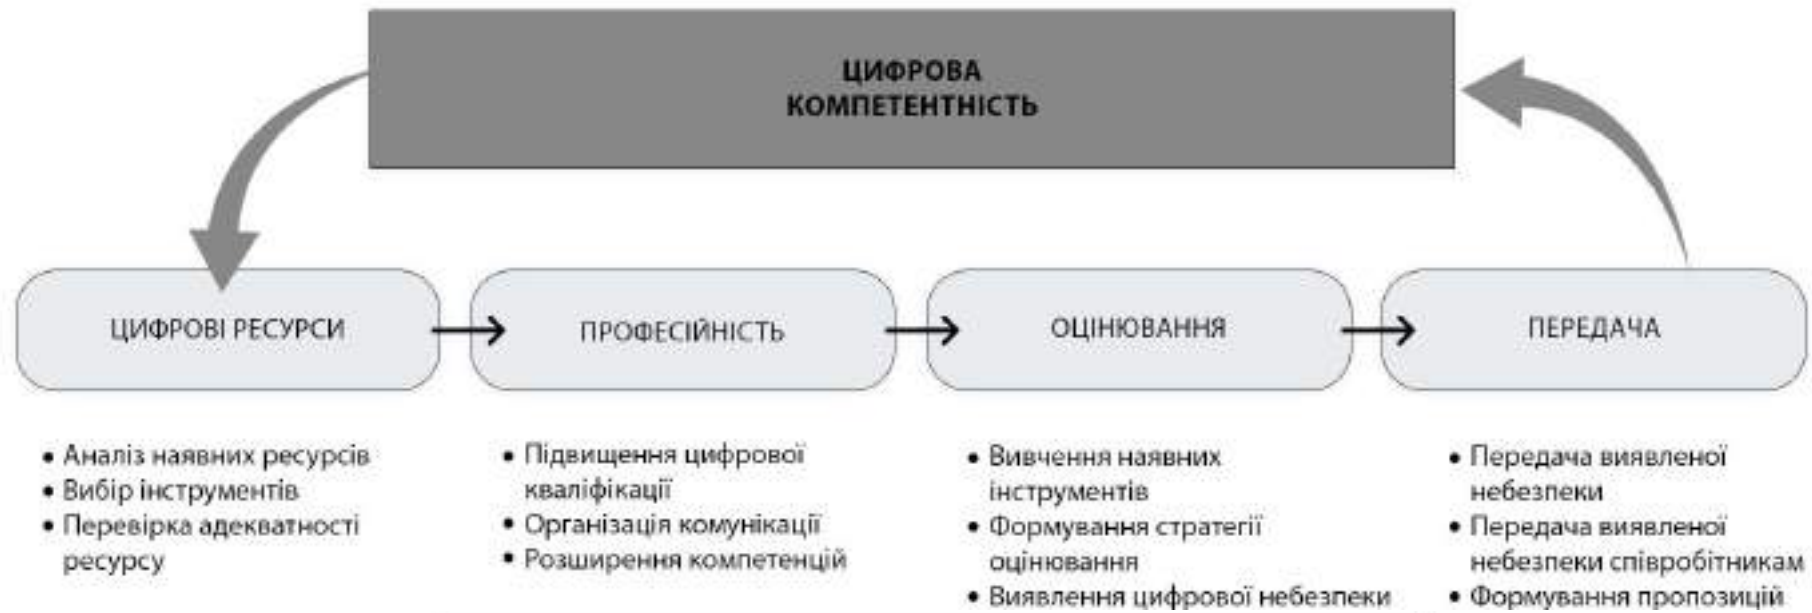 ЦИФРОВА
КОМПЕТЕНТНІСТЬ
ЦИФРОВІ РЕСУРСИ
ПРОФЕСІЙНІСТЬ
ОЦІНЮВАННЯ
ПЕРЕДАЧА
• Аналіз наявних ресурсів
• Вибір інструментів
• Перевірка адекватності
ресурсу
• Підвищення цифрової
кваліфікації
• Організація комунікації
• Розширення компетенцій
• Вивчення наявних
інструментів
• Формування стратегії
оцінювання
• Виявлення цифрової небезпеки
• Передача виявленої
небезпеки
• Передача виявленої
небезпеки співробітникам
• Формування пропозицій